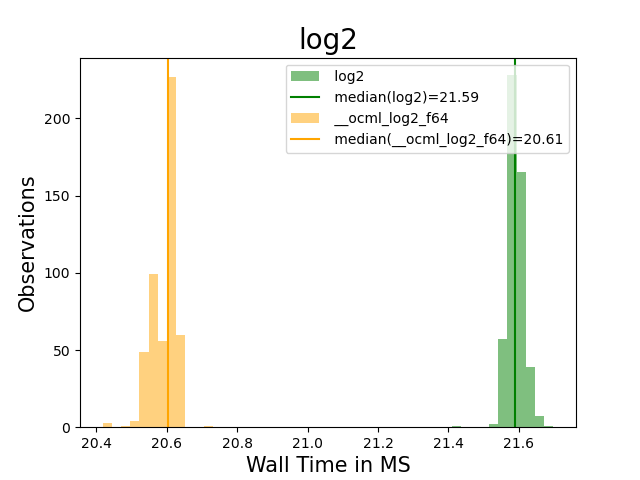 log2
log2
median(log2)=21.59
__ocml_log2_f64
median(__ocml_log2_f64)=20.61
Observations
200
150
100
50
0
20.4 20.6 20.8 21.0 21.2 21.4 21.6
Wall Time in MS